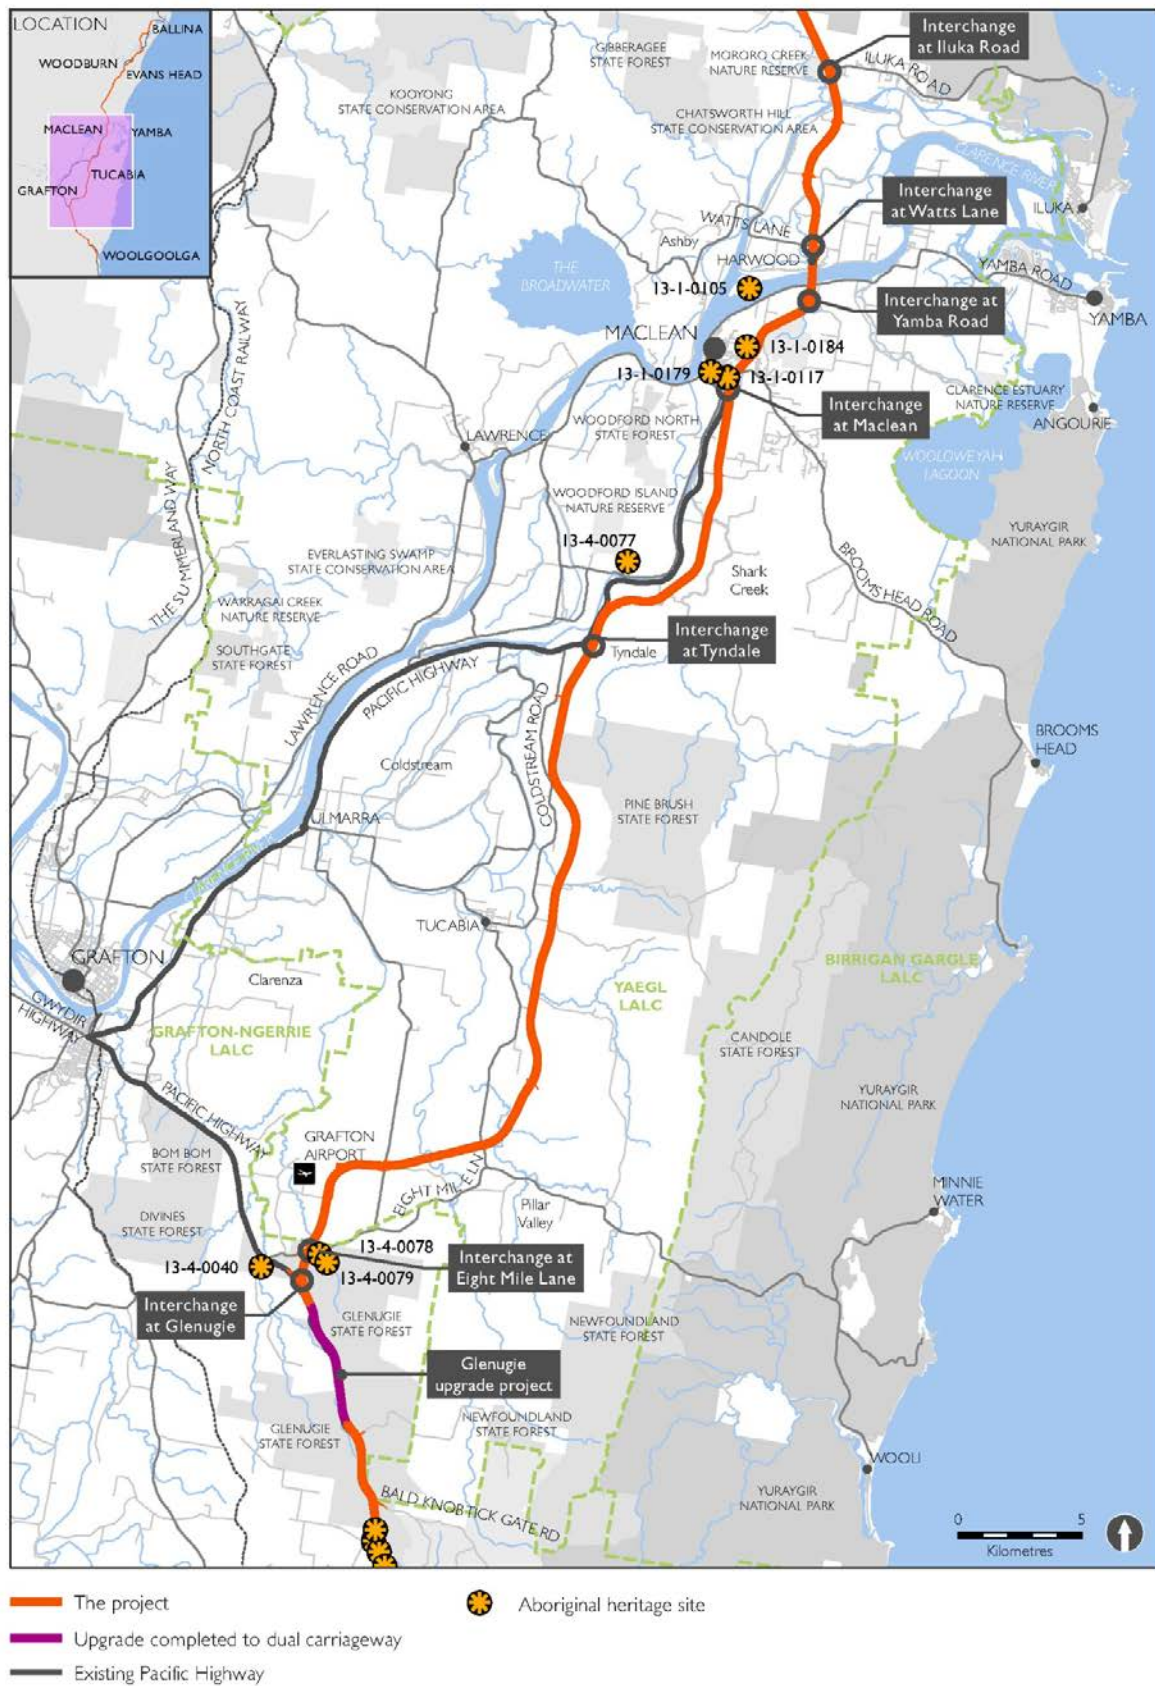 LOCATION
BALLINA
WOODBURN
EVANS HEAD
MACLEAN
YAMBA
TUCABIA
GRAFTON
WOOLGOOLGA
GIBBERAGEE
STATE FOREST
MORORO CREEK
NATURE RESERVE
Interchange
at Iluka Road
ILUKA ROAD
KOOYONG
STATE CONSERVATION AREA
CHATSWORTH HILL
STATE CONSERVATION AREA
CLARENCE RIVER
Interchange
at Watts Lane
ILUKA
WATTS LANE
Ashby
HARWOOD
THE
BROADWATER
13-1-0105
YAMBA ROAD
YAMBA
Interchange at
Yamba Road
MACLEAN
13-1-0184
13-1-0179
13-1-0117
Interchange
at Maclean
CLARENCE ESTUARY
NATURE RESERVE
ANGOURIE
NORTH COAST RAILWAY
THE SUMMERLAND WAY
LAWRENCE
WOODFORD NORTH
STATE FOREST
WOOLOWEYAH
LAGOON
WOODFORD ISLAND
NATURE RESERVE
YURAYGIR
NATIONAL PARK
13-4-0077
EVERLASTING SWAMP
STATE CONSERVATION AREA
Shark
Creek
BROOMS HEAD ROAD
WARRAGAI CREEK
NATURE RESERVE
SOUTHGATE
STATE FOREST
Interchange
at Tyndale
Tyndale
LAWRENCE ROAD
PACIFIC HIGHWAY
COLDSTREAM ROAD
BROOMS
HEAD
Coldstream
PINE BRUSH
STATE FOREST
ULMARRA
CLARENCE RIVER
TUCABIA
GRAFTON
Clarenza
YAEGL
LALC
BIRRIGAN GARGLE
LALC
GWYDIR
HIGHWAY
GRAFTON-NGERRIE
LALC
CANDOLE
STATE FOREST
YURAYGIR
NATIONAL PARK
PACIFIC HIGHWAY
GRAFTON
AIRPORT
BOM BOM
STATE FOREST
EIGHT MILE LN
Pillar
Valley
MINNIE
WATER
DIVINES
STATE FOREST
13-4-0078
13-4-0040
13-4-0079
Interchange at
Eight Mile Lane
Interchange
at Glenugie
GLENUGIE
STATE FOREST
NEWFOUNDLAND
STATE FOREST
Glenugie
upgrade project
GLENUGIE
STATE FOREST
NEWFOUNDLAND
STATE FOREST
WOOLI
YURAYGIR
NATIONAL PARK
BALD KNOB TICK GATE RD
0 5
Kilometres
The project
Aboriginal heritage site
Upgrade completed to dual carriageway
Existing Pacific Highway